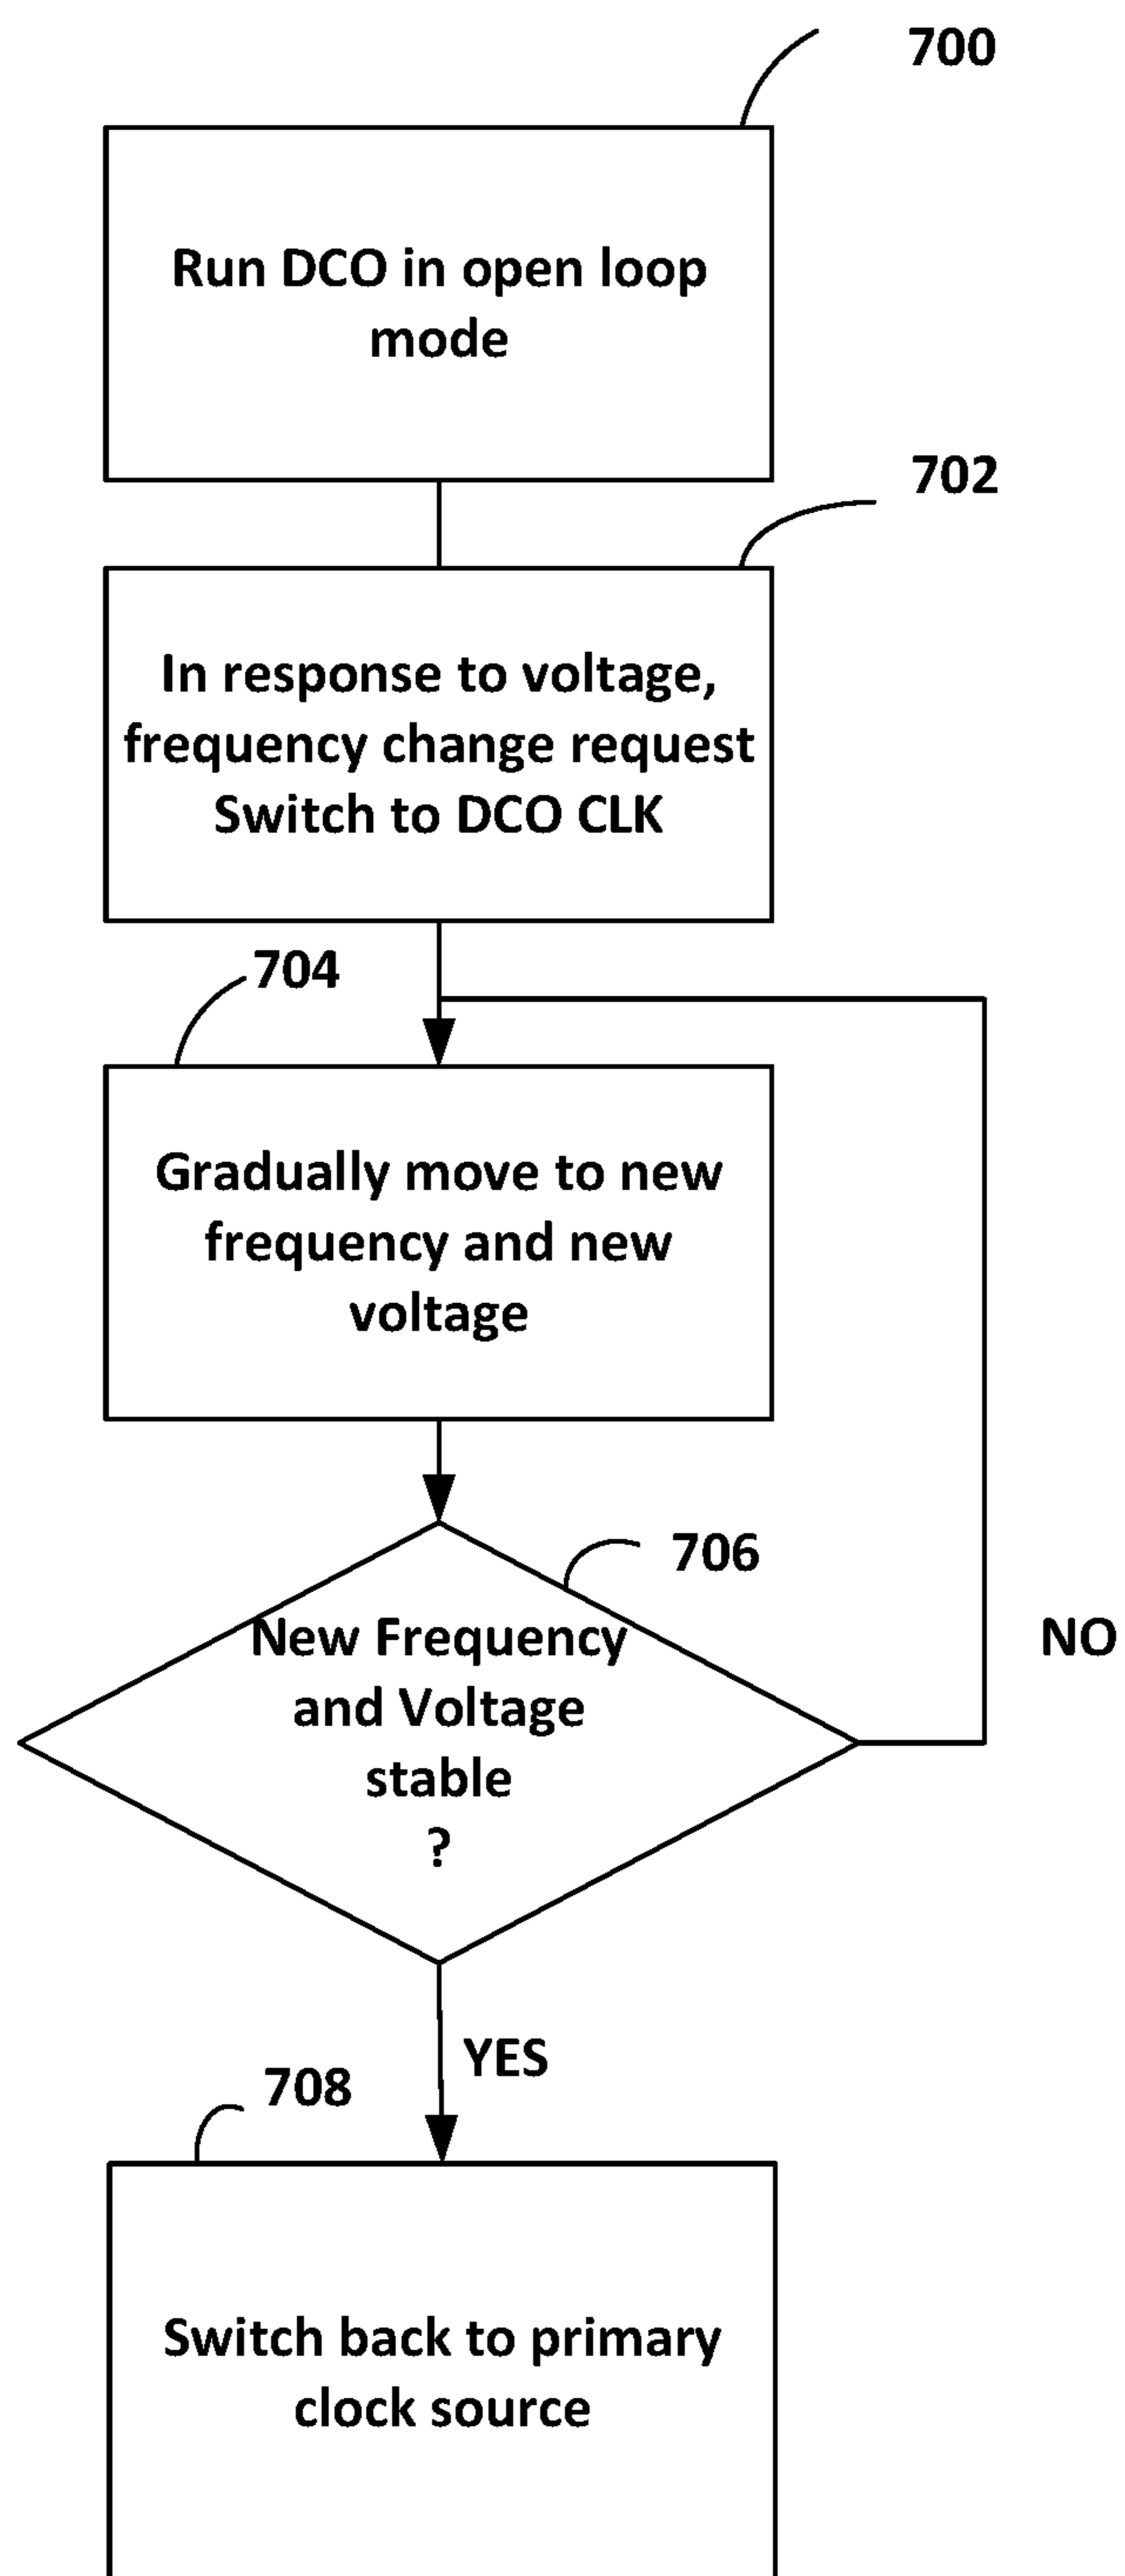 700
Run DCO in open loop
mode
702
In response to voltage,
frequency change request
Switch to DCO CLK
704
Gradually move to new
frequency and new
voltage
706
New Frequency
and Voltage
stable
?
NO
YES
708
Switch back to primary
clock source